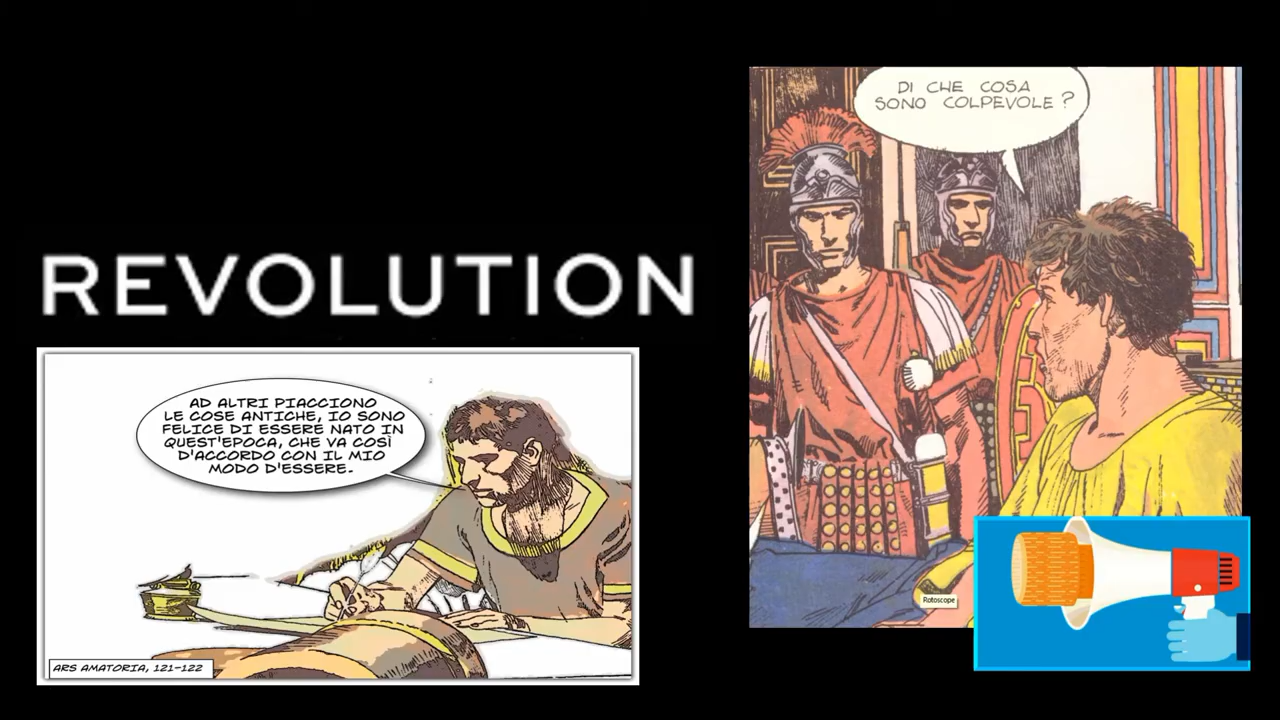 REVOLUTION
AD ALTRI PIACCIONO
LE COSE ANTICHE, IO SONO
FELICE DI ESSERE NATO IN
QUEST'EPOCA, CHE VA COSÌ
D'ACCORDO CON IL MIO
MODO D'ESSERE.
ARS AMATORIA, 121-122
DI CHE COSA
SONO COLPEVOLE ?
Rotoscope